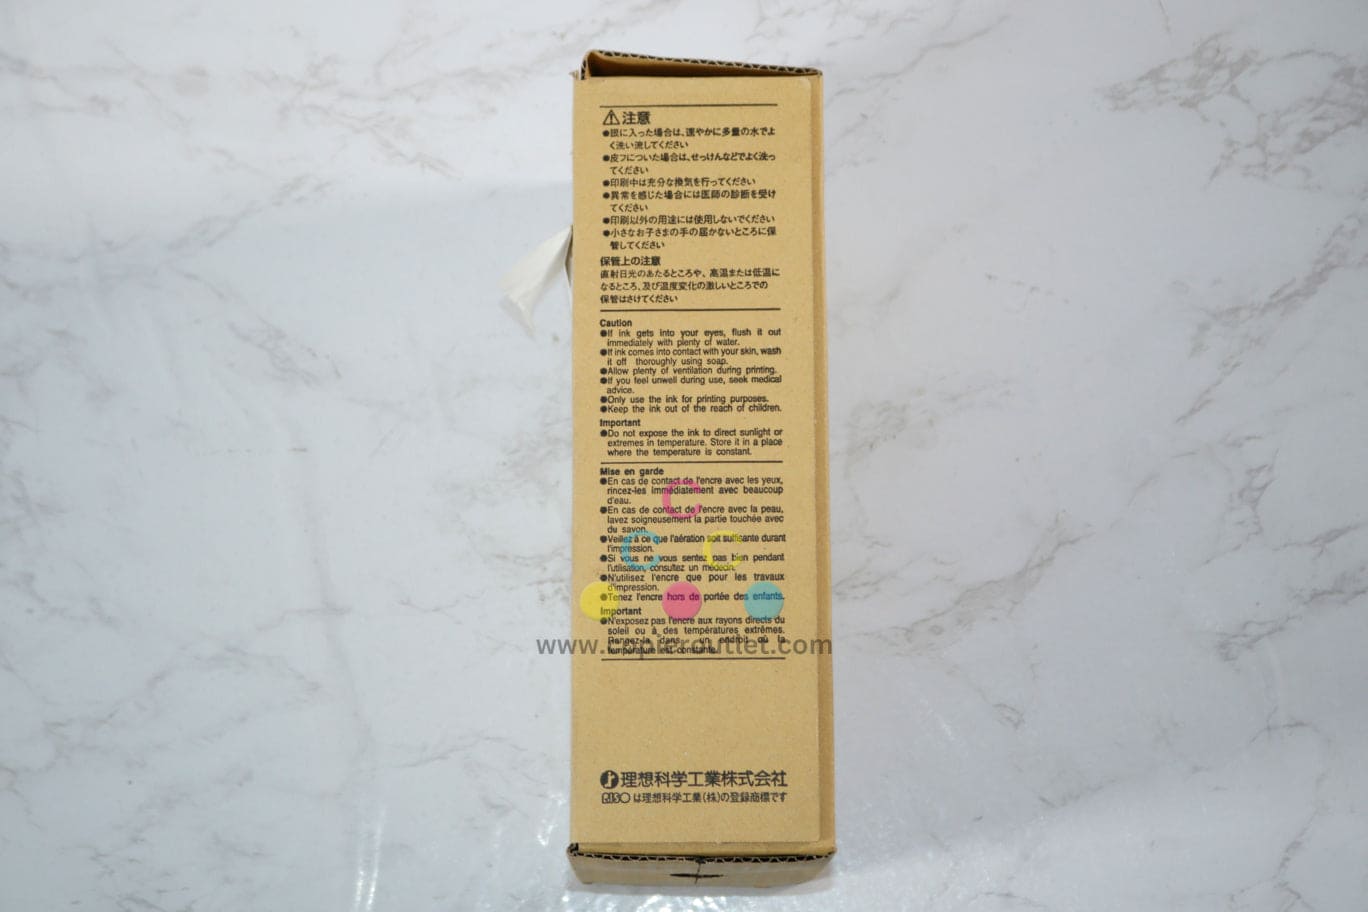 ⚠注意
●眼に入った場合は、速やかに多量の水でよ
く洗い流してください
●皮フについた場合は、せっけんなどでよく洗っ
てください
●印刷中は充分な換気を行ってください
●異常を感じた場合には医師の診断を受け
てください
●印刷以外の用途には使用しないでください
●小さなお子さまの手の届かないところに保
管してください
保管上の注意
直射日光のあたるところや、高温または低温に
なるところ、及び温度変化の激しいところでの
保管はさけてください
Caution
●If ink gets into your eyes, flush it out
immediately with plenty of water.
●If ink comes into contact with your skin, wash
it off thoroughly using soap.
●Allow plenty of ventilation during printing.
●If you feel unwell during use, seek medical
advice.
●Only use the ink for printing purposes.
●Keep the ink out of the reach of children.
Important
●Do not expose the ink to direct sunlight or
extremes in temperature. Store it in a place
where the temperature is constant.
Mise en garde
●En cas de contact de l'encre avec les yeux,
rincez-les immédiatement avec beaucoup
d'eau.
●En cas de contact de l'encre avec la peau,
lavez soigneusement la partie touchée avec
du savon.
●Veillez à ce que l'aération soit suffisante durant
l'impression.
●Si vous ne vous sentez pas bien pendant
l'utilisation, consultez un médecin.
●N'utilisez l'encre que pour les travaux
d'impression.
●Tenez l'encre hors de portée des enfants.
Important
●N'exposez pas l'encre aux rayons directs du
soleil ou à des températures extrêmes.
Rangez-la dans un endroit où la
www.copieroutlet.com
température est constante.
理想科学工業株式会社
RISO は理想科学工業(株)の登録商標です